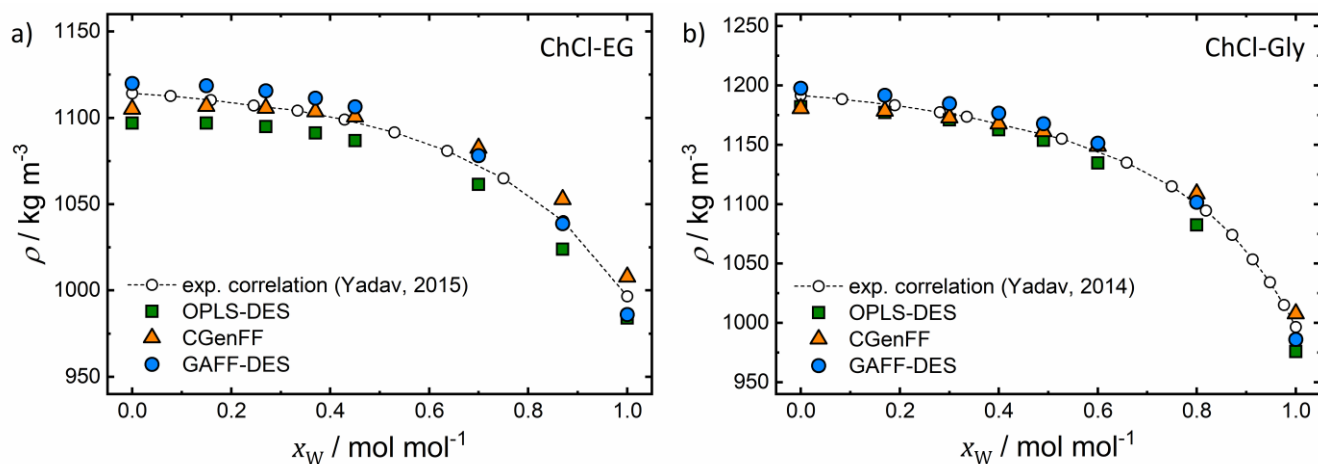 a)
ChCl-EG
1150
1100
1050
1000
950
ρ / kg m⁻³
exp. correlation (Yadav, 2015)
OPLS-DES
CGenFF
GAFF-DES
0.0 0.2 0.4 0.6 0.8 1.0
x_W / mol mol⁻¹
b)
ChCl-Gly
1250
1200
1150
1100
1050
1000
950
ρ / kg m⁻³
exp. correlation (Yadav, 2014)
OPLS-DES
CGenFF
GAFF-DES
0.0 0.2 0.4 0.6 0.8 1.0
x_W / mol mol⁻¹